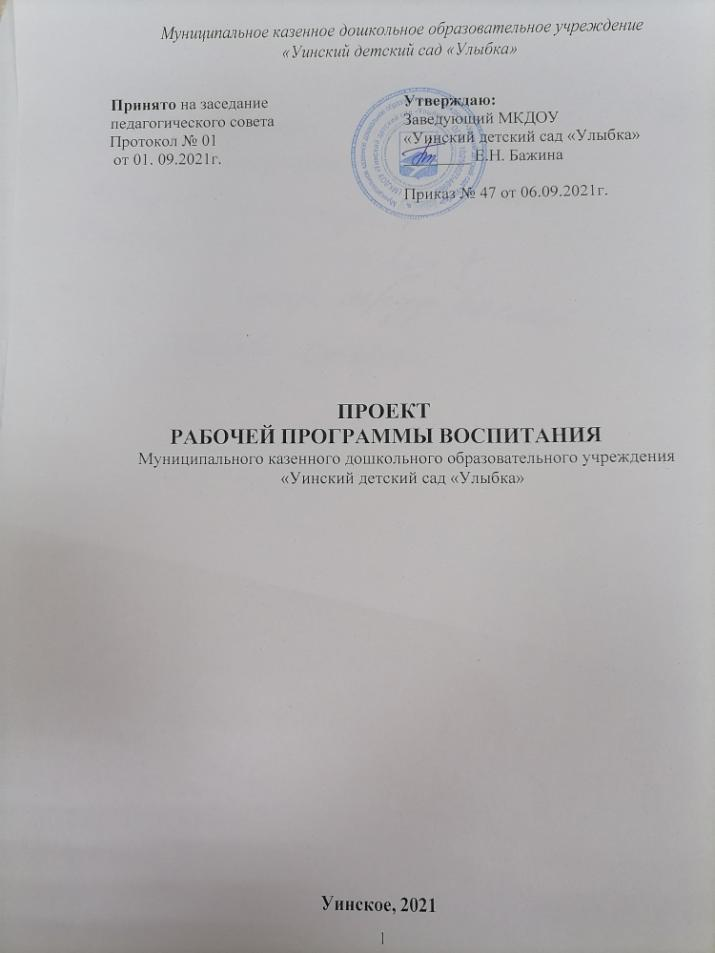 Муниципальное казенное дошкольное образовательное учреждение
«Уинский детский сад «Улыбка»
Принято на заседание
педагогического совета
Протокол № 01
от 01. 09.2021г.
Утверждаю:
Заведующий МКДОУ
«Уинский детский сад «Улыбка»
Е.Н. Бажина
Приказ № 47 от 06.09.2021г.
ПРОЕКТ
РАБОЧЕЙ ПРОГРАММЫ ВОСПИТАНИЯ
Муниципального казенного дошкольного образовательного учреждения
«Уинский детский сад «Улыбка»
Уинское, 2021
1